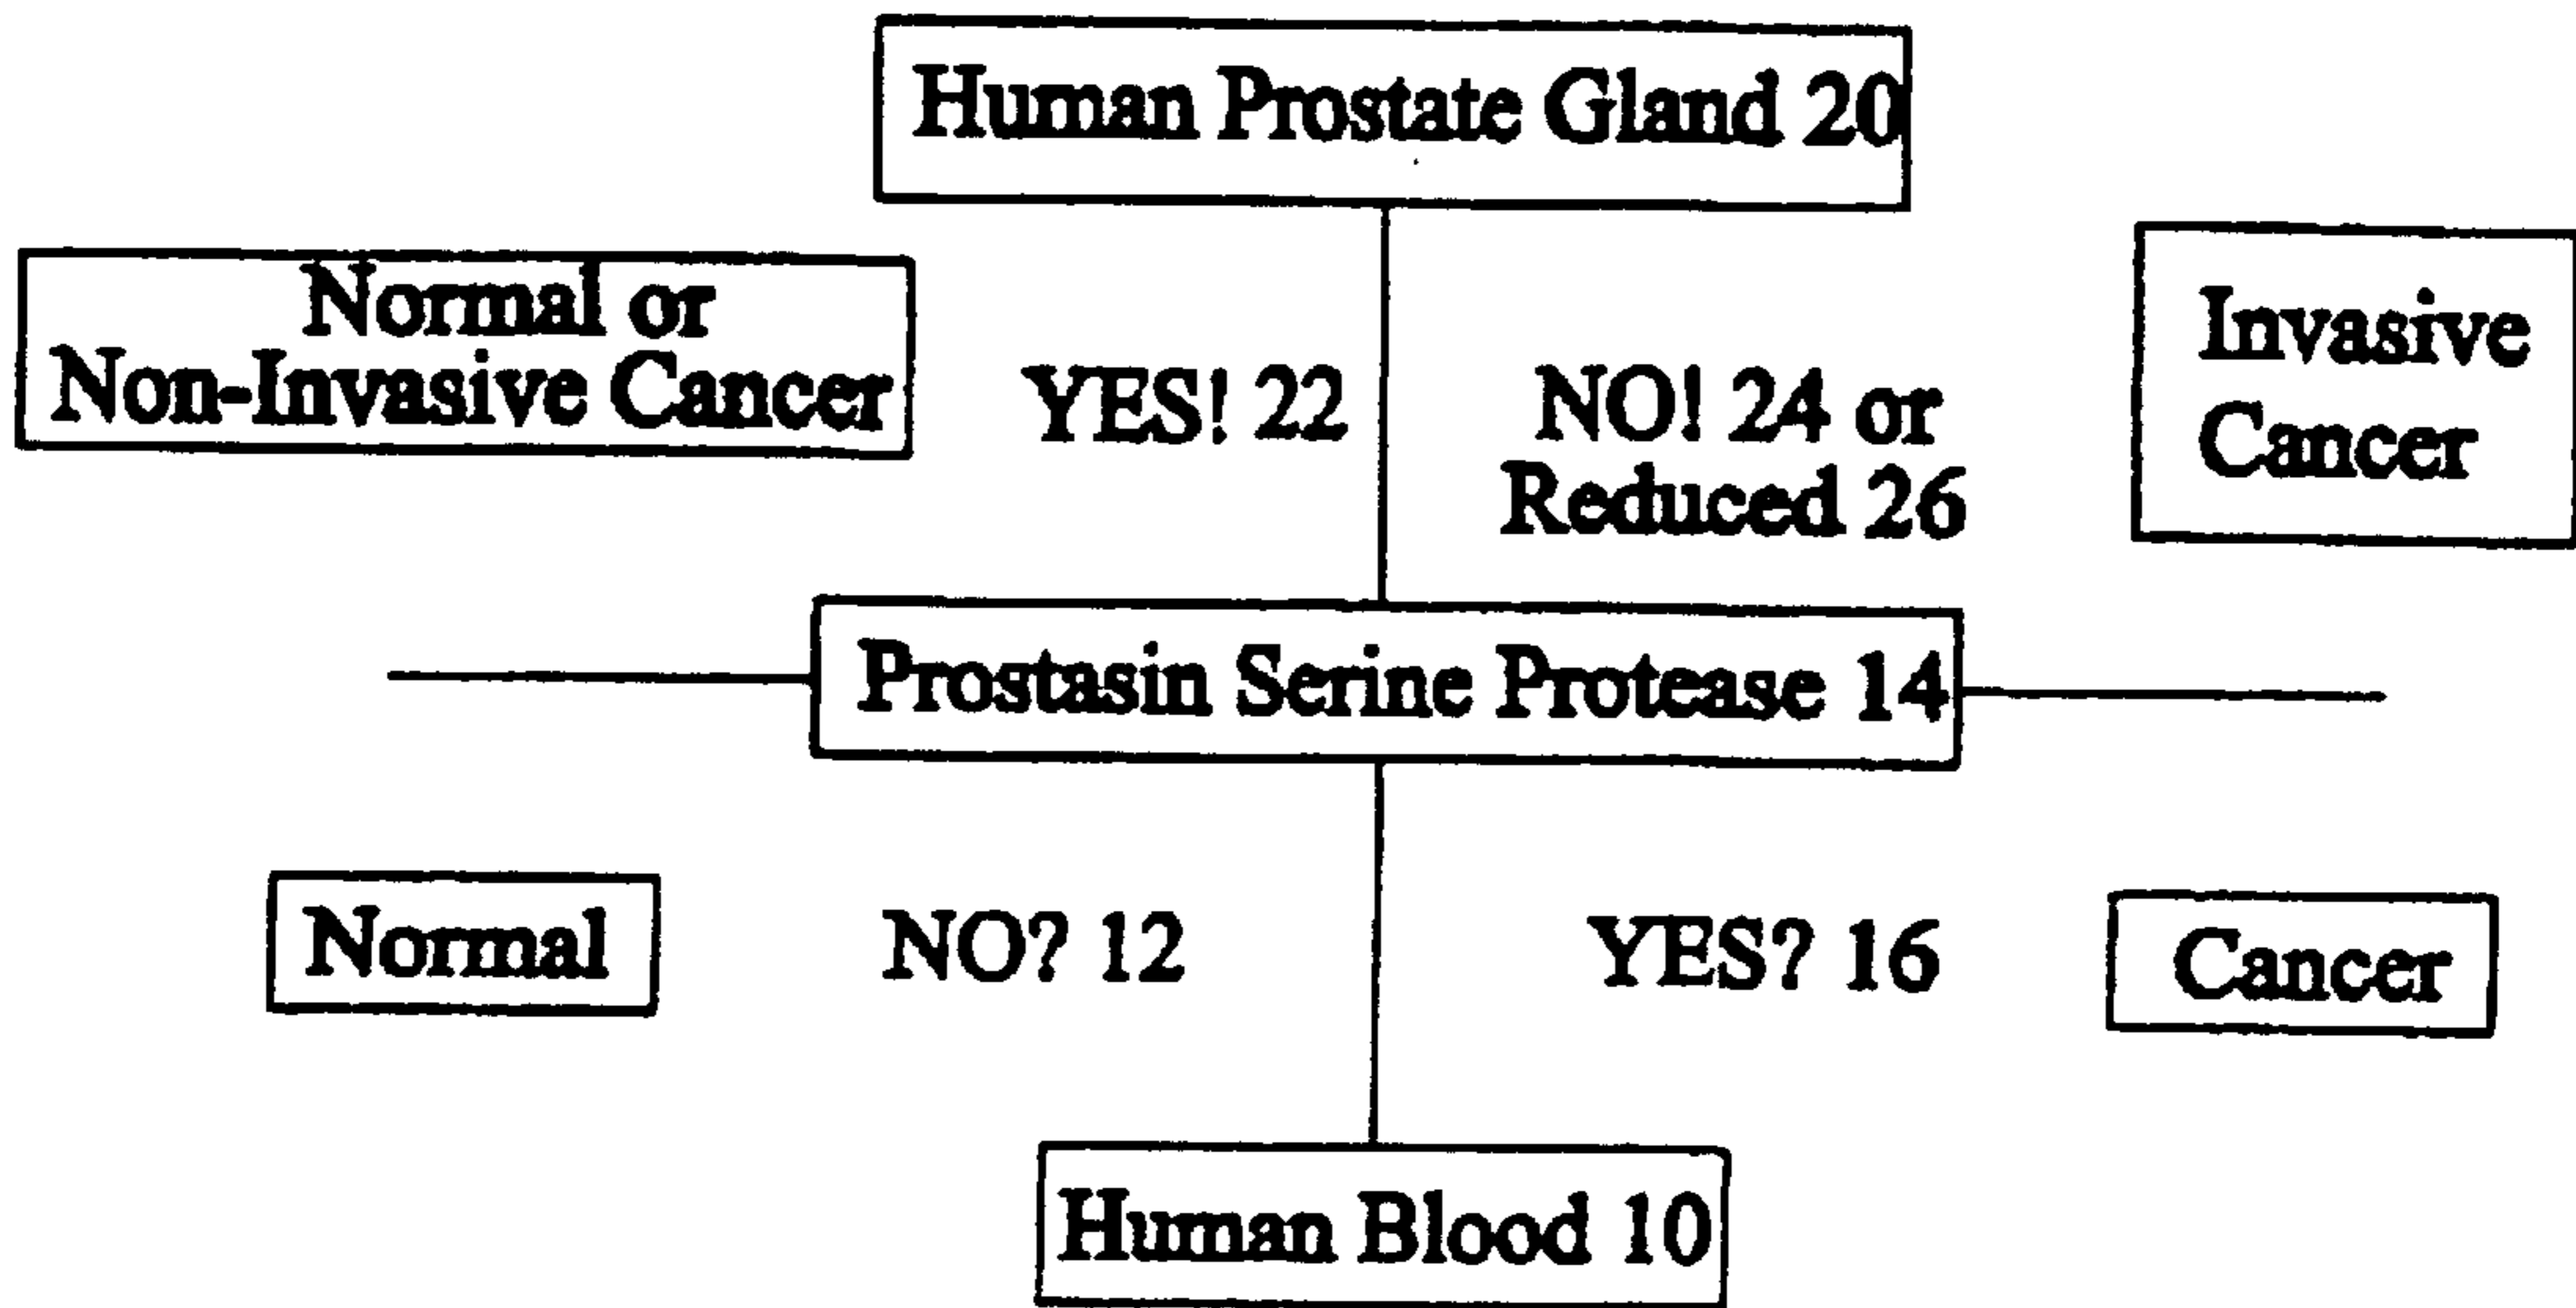 Human Prostate Gland 20
Normal or
Non-Invasive Cancer
YES! 22
NO! 24 or
Reduced 26
Invasive
Cancer
Prostasin Serine Protease 14
Normal
NO? 12
YES? 16
Cancer
Human Blood 10